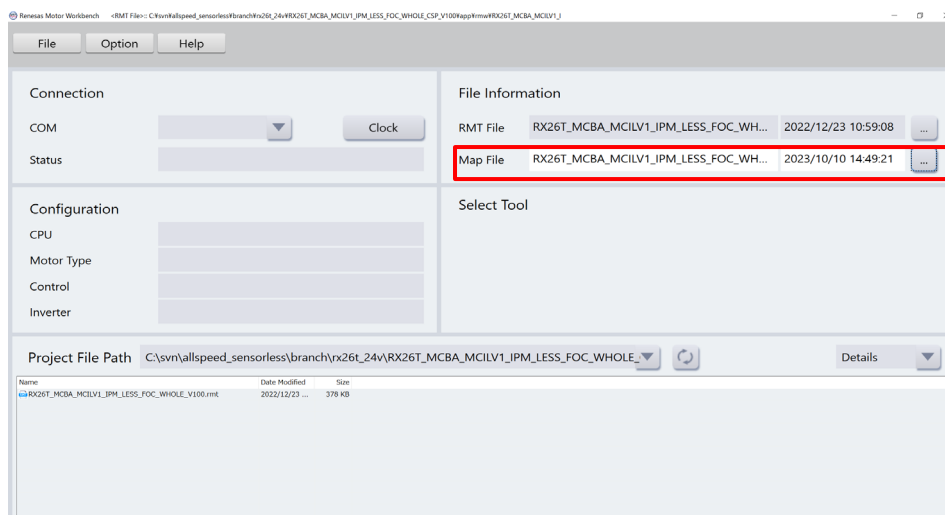 Renesas Motor Workbench <RMT File>:: C:¥svn¥allspeed_sensorless¥branch¥rx26t_24v¥RX26T_MCBA_MCILV1_IPM_LESS_FOC_WHOLE_CSP_V100¥app¥rmw¥RX26T_MCBA_MCILV1_I
File Option Help
Connection
COM Clock
Status
File Information
RMT File RX26T_MCBA_MCILV1_IPM_LESS_FOC_WH... 2022/12/23 10:59:08 ...
Map File RX26T_MCBA_MCILV1_IPM_LESS_FOC_WH... 2023/10/10 14:49:21 ...
Configuration
CPU
Motor Type
Control
Inverter
Select Tool
Project File Path C:\svn\allspeed_sensorless\branch\rx26t_24v\RX26T_MCBA_MCILV1_IPM_LESS_FOC_WHOLE_ Details
Name Date Modified Size
RX26T_MCBA_MCILV1_IPM_LESS_FOC_WHOLE_V100.rmt 2022/12/23 ... 378 KB